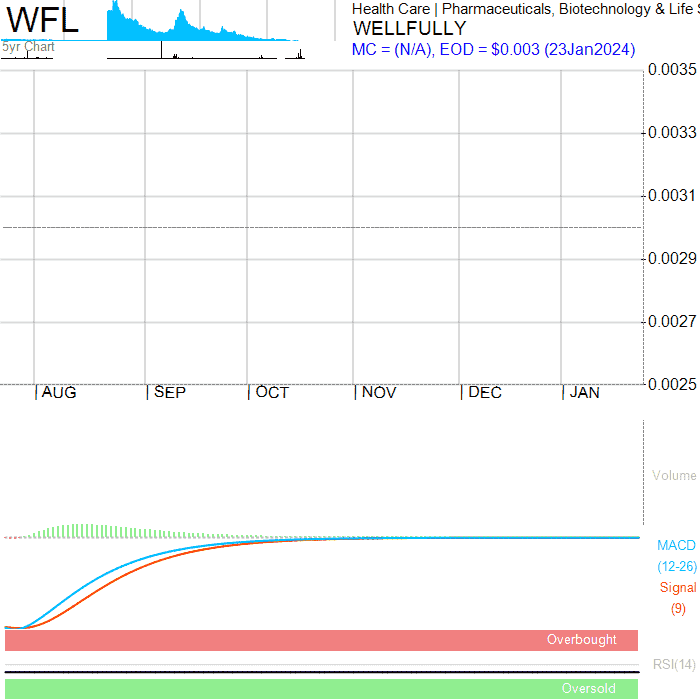 WFL
Health Care | Pharmaceuticals, Biotechnology & Life
WELLFULLY
MC = (N/A), EOD = $0.003 (23Jan2024)
5yr Chart
0.0035
0.0033
0.0031
0.0029
0.0027
0.0025
AUG SEP OCT NOV DEC JAN
Volume
MACD
(12-26)
Signal
(9)
Overbought
RSI(14)
Oversold